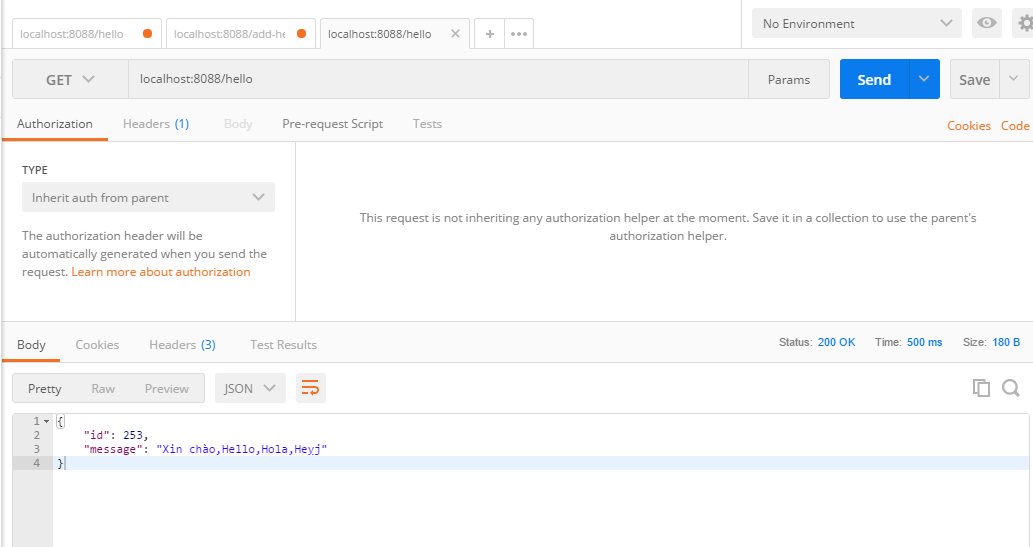 localhost:8088/hello
localhost:8088/add-he
localhost:8088/hello
No Environment
GET
localhost:8088/hello
Params
Send
Save
Authorization
Headers (1)
Body
Pre-request Script
Tests
Cookies
Code
TYPE
Inherit auth from parent
The authorization header will be
automatically generated when you send the
request. Learn more about authorization
This request is not inheriting any authorization helper at the moment. Save it in a collection to use the parent's
authorization helper.
Body
Cookies
Headers (3)
Test Results
Status: 200 OK
Time: 500 ms
Size: 180 B
Pretty
Raw
Preview
JSON
1 {
2 "id": 253,
3 "message": "Xin chào,Hello,Hola,Heyj"
4 }